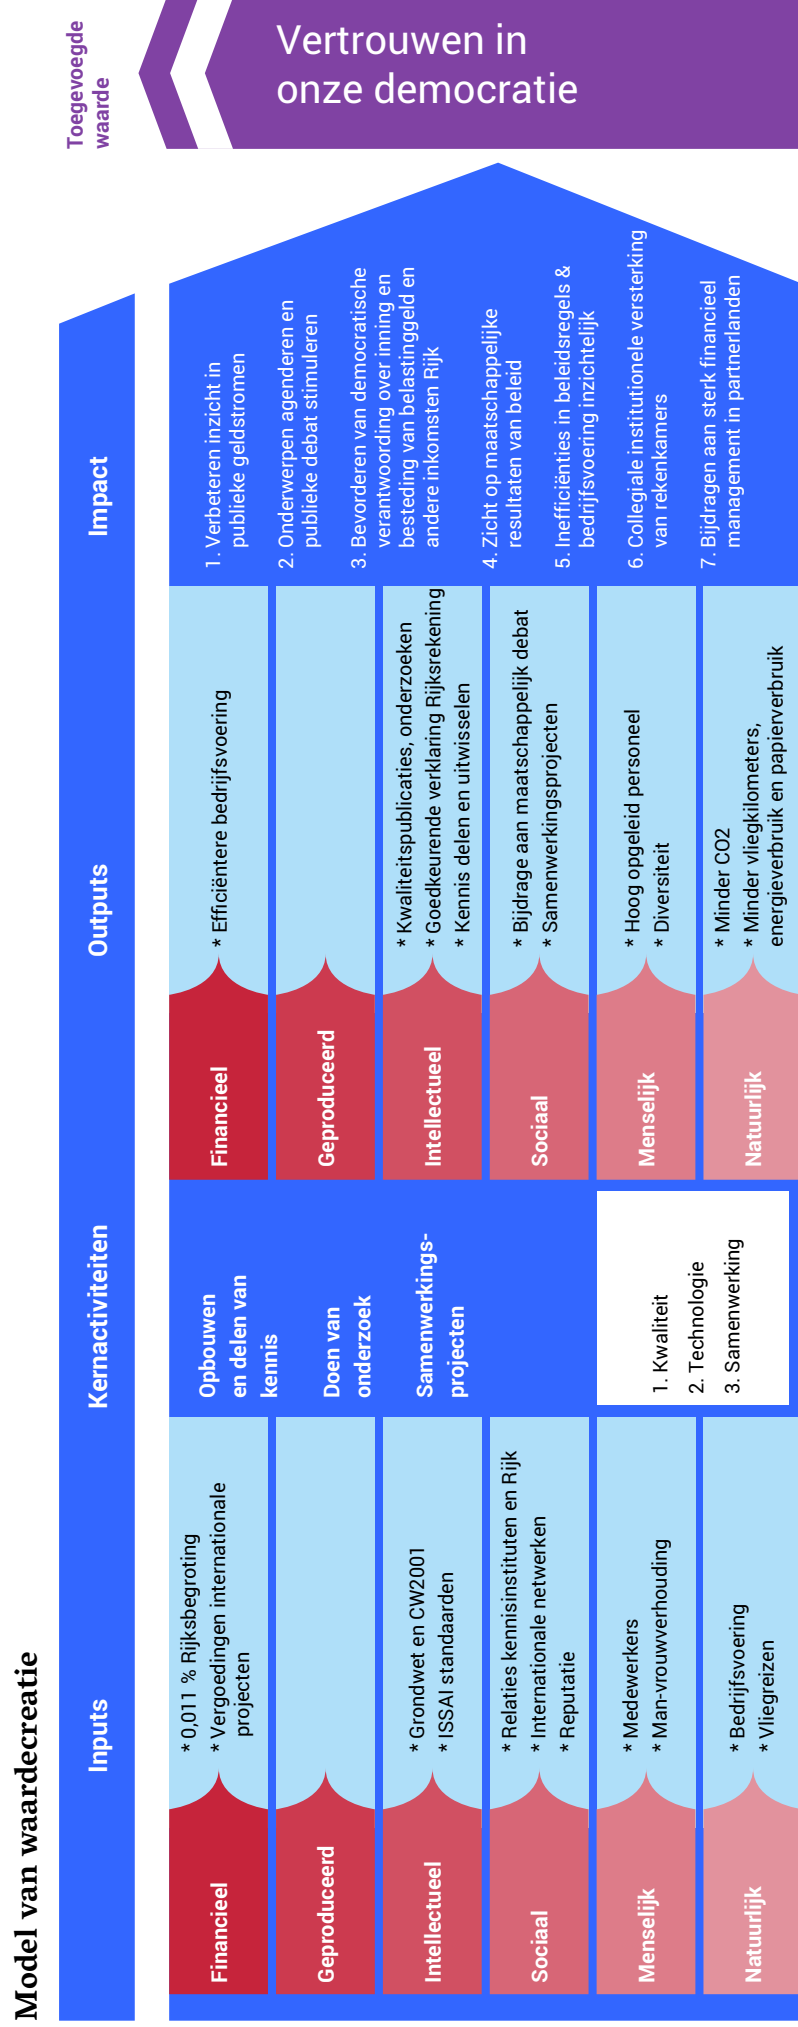 Model van waardecreatie
Inputs
Kernactiviteiten
Outputs
Impact
Toegevoegde
waarde
Financieel
* 0,011 % Rijksbegroting
* Vergoedingen internationale
projecten
Geproduceerd
Intellectueel
* Grondwet en CW2001
* ISSAI standaarden
Sociaal
* Relaties kennisinstituten en Rijk
* Internationale netwerken
* Reputatie
Menselijk
* Medewerkers
* Man-vrouwverhouding
Natuurlijk
* Bedrijfsvoering
* Vliegreizen
Opbouwen
en delen van
kennis
Doen van
onderzoek
Samenwerkings-
projecten
1. Kwaliteit
2. Technologie
3. Samenwerking
Financieel
* Efficiëntere bedrijfsvoering
Geproduceerd
Intellectueel
* Kwaliteitspublicaties, onderzoeken
* Goedkeurende verklaring Rijksrekening
* Kennis delen en uitwisselen
Sociaal
* Bijdrage aan maatschappelijk debat
* Samenwerkingsprojecten
Menselijk
* Hoog opgeleid personeel
* Diversiteit
Natuurlijk
* Minder CO2
* Minder vliegkilometers,
energieverbruik en papierverbruik
1. Verbeteren inzicht in
publieke geldstromen
2. Onderwerpen agenderen en
publieke debat stimuleren
3. Bevorderen van democratische
verantwoording over inning en
besteding van belastinggeld en
andere inkomsten Rijk
4. Zicht op maatschappelijke
resultaten van beleid
5. Inefficiënties in beleidsregels &
bedrijfsvoering inzichtelijk
6. Collegiale institutionele versterking
van rekenkamers
7. Bijdragen aan sterk financieel
management in partnerlanden
Vertrouwen in
onze democratie